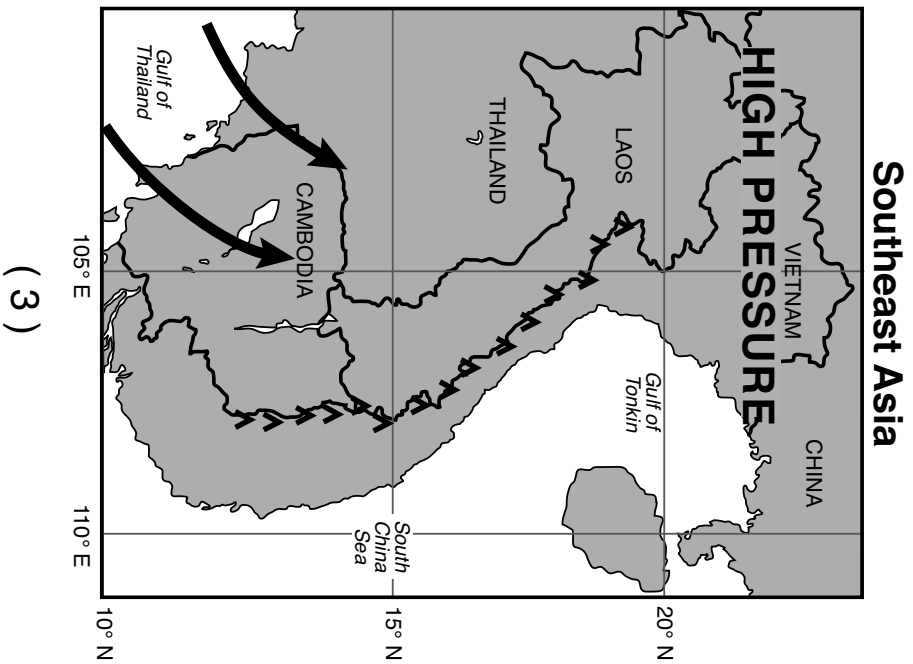 Southeast Asia
CHINA
VIETNAM
HIGH PRESSURE
LAOS
THAILAND
Gulf of
Tonkin
CAMBODIA
Gulf of
Thailand
South
China
Sea
20° N
15° N
10° N
105° E
110° E
( 3 )